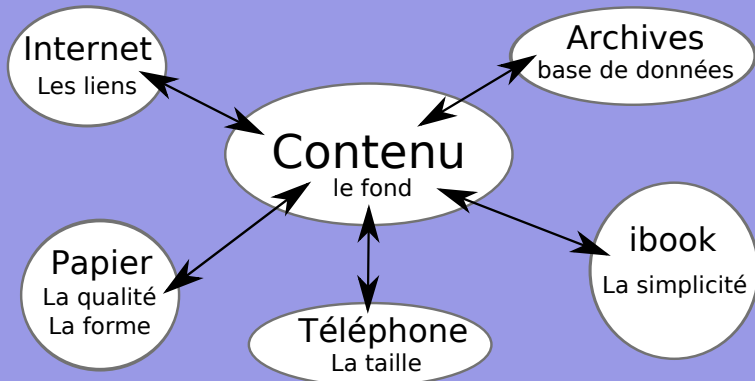 Internet
Les liens
Archives
base de données
Contenu
le fond
Papier
La qualité
La forme
Téléphone
La taille
ibook
La simplicité